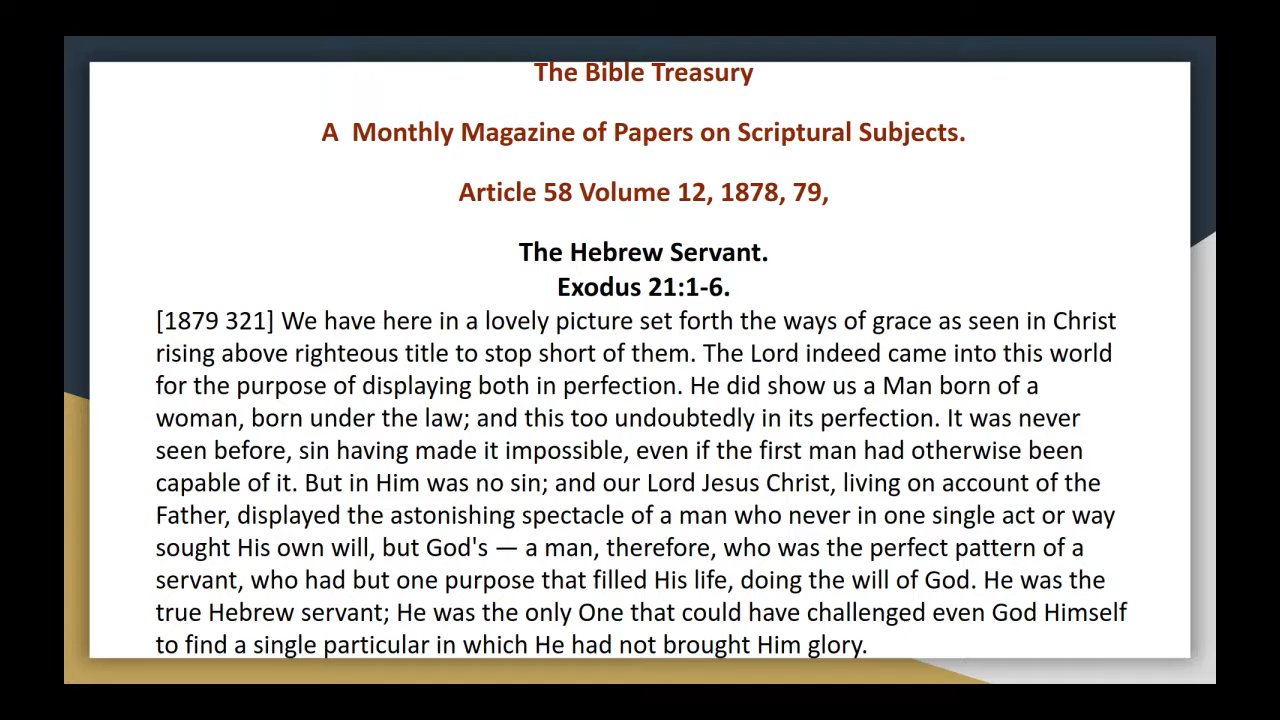 The Bible Treasury
A  Monthly Magazine of Papers on Scriptural Subjects.
Article 58 Volume 12, 1878, 79,
The Hebrew Servant.
Exodus 21:1-6.
[1879 321] We have here in a lovely picture set forth the ways of grace as seen in Christ
rising above righteous title to stop short of them. The Lord indeed came into this world
for the purpose of displaying both in perfection. He did show us a Man born of a
woman, born under the law; and this too undoubtedly in its perfection. It was never
seen before, sin having made it impossible, even if the first man had otherwise been
capable of it. But in Him was no sin; and our Lord Jesus Christ, living on account of the
Father, displayed the astonishing spectacle of a man who never in one single act or way
sought His own will, but God's — a man, therefore, who was the perfect pattern of a
servant, who had but one purpose that filled His life, doing the will of God. He was the
true Hebrew servant; He was the only One that could have challenged even God Himself
to find a single particular in which He had not brought Him glory.